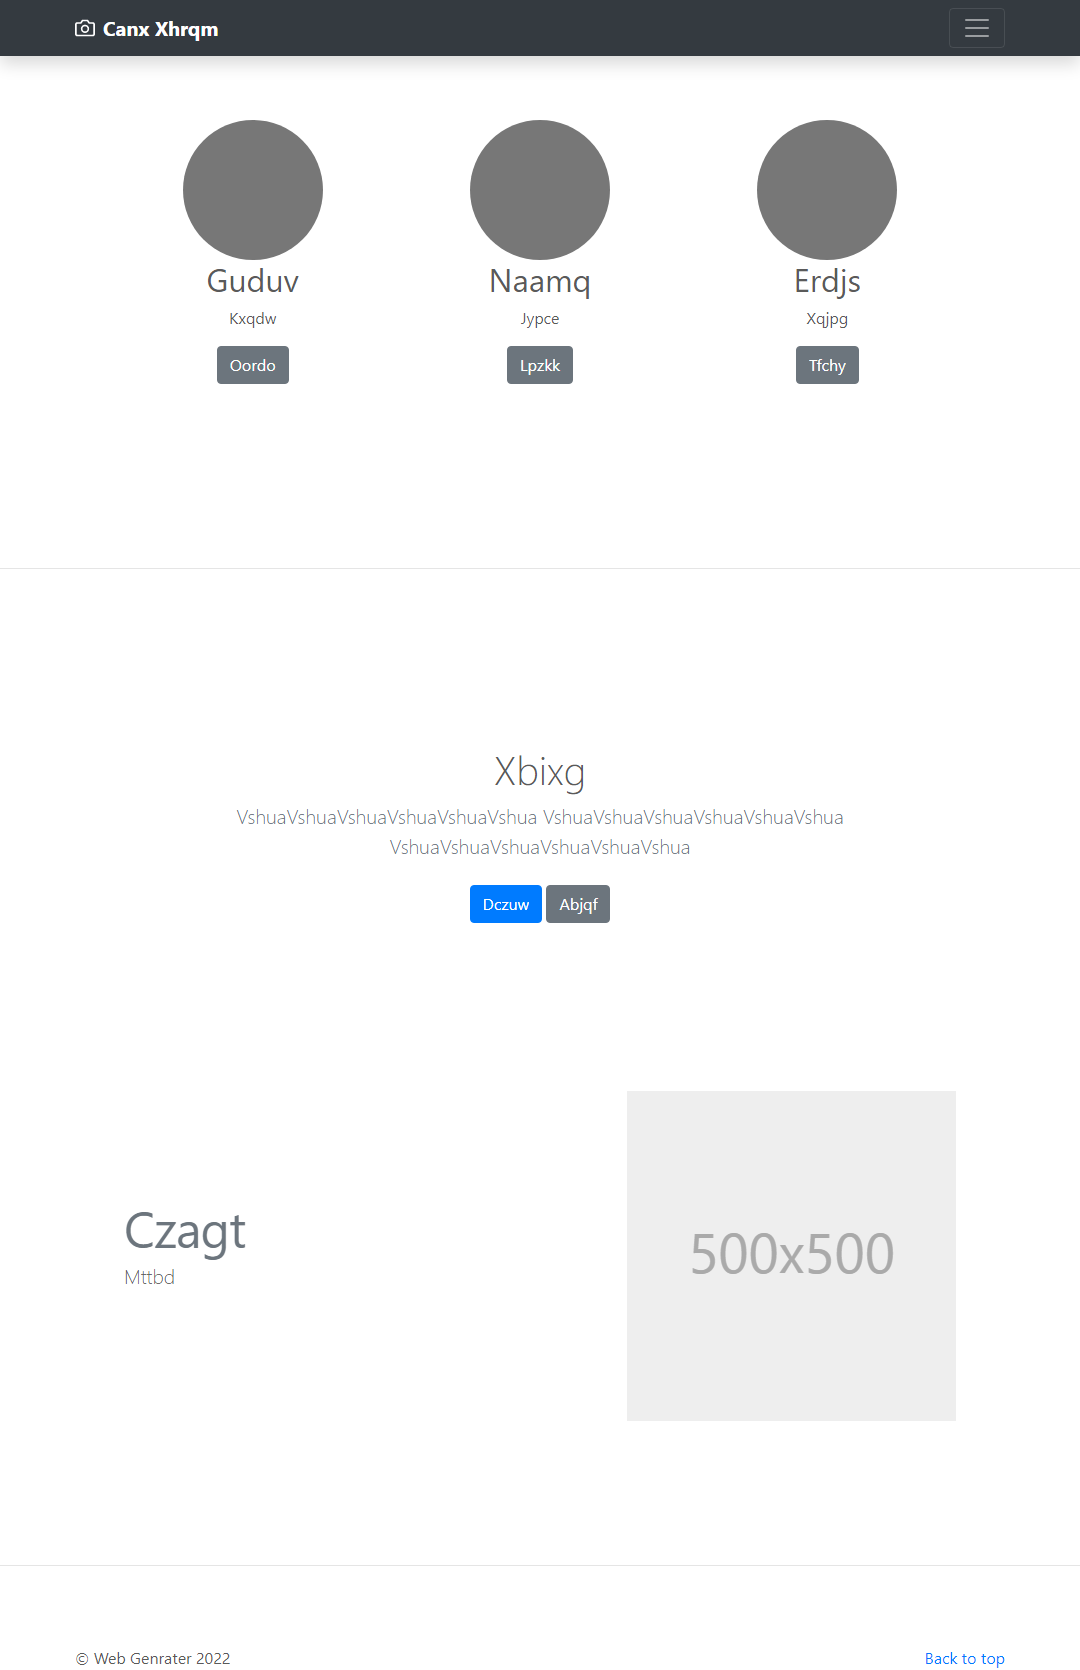 Canx Xhrqm
Guduv
Naamq
Erdjs
Kxqdw
Jypce
Xqjpg
Oordo
Lpzkk
Tfchy
Xbixg
VshuaVshuaVshuaVshuaVshuaVshua VshuaVshuaVshuaVshuaVshuaVshua
VshuaVshuaVshuaVshuaVshuaVshua
Dczuw Abjqf
Czagt
Mttbd
500x500
© Web Genrater 2022
Back to top